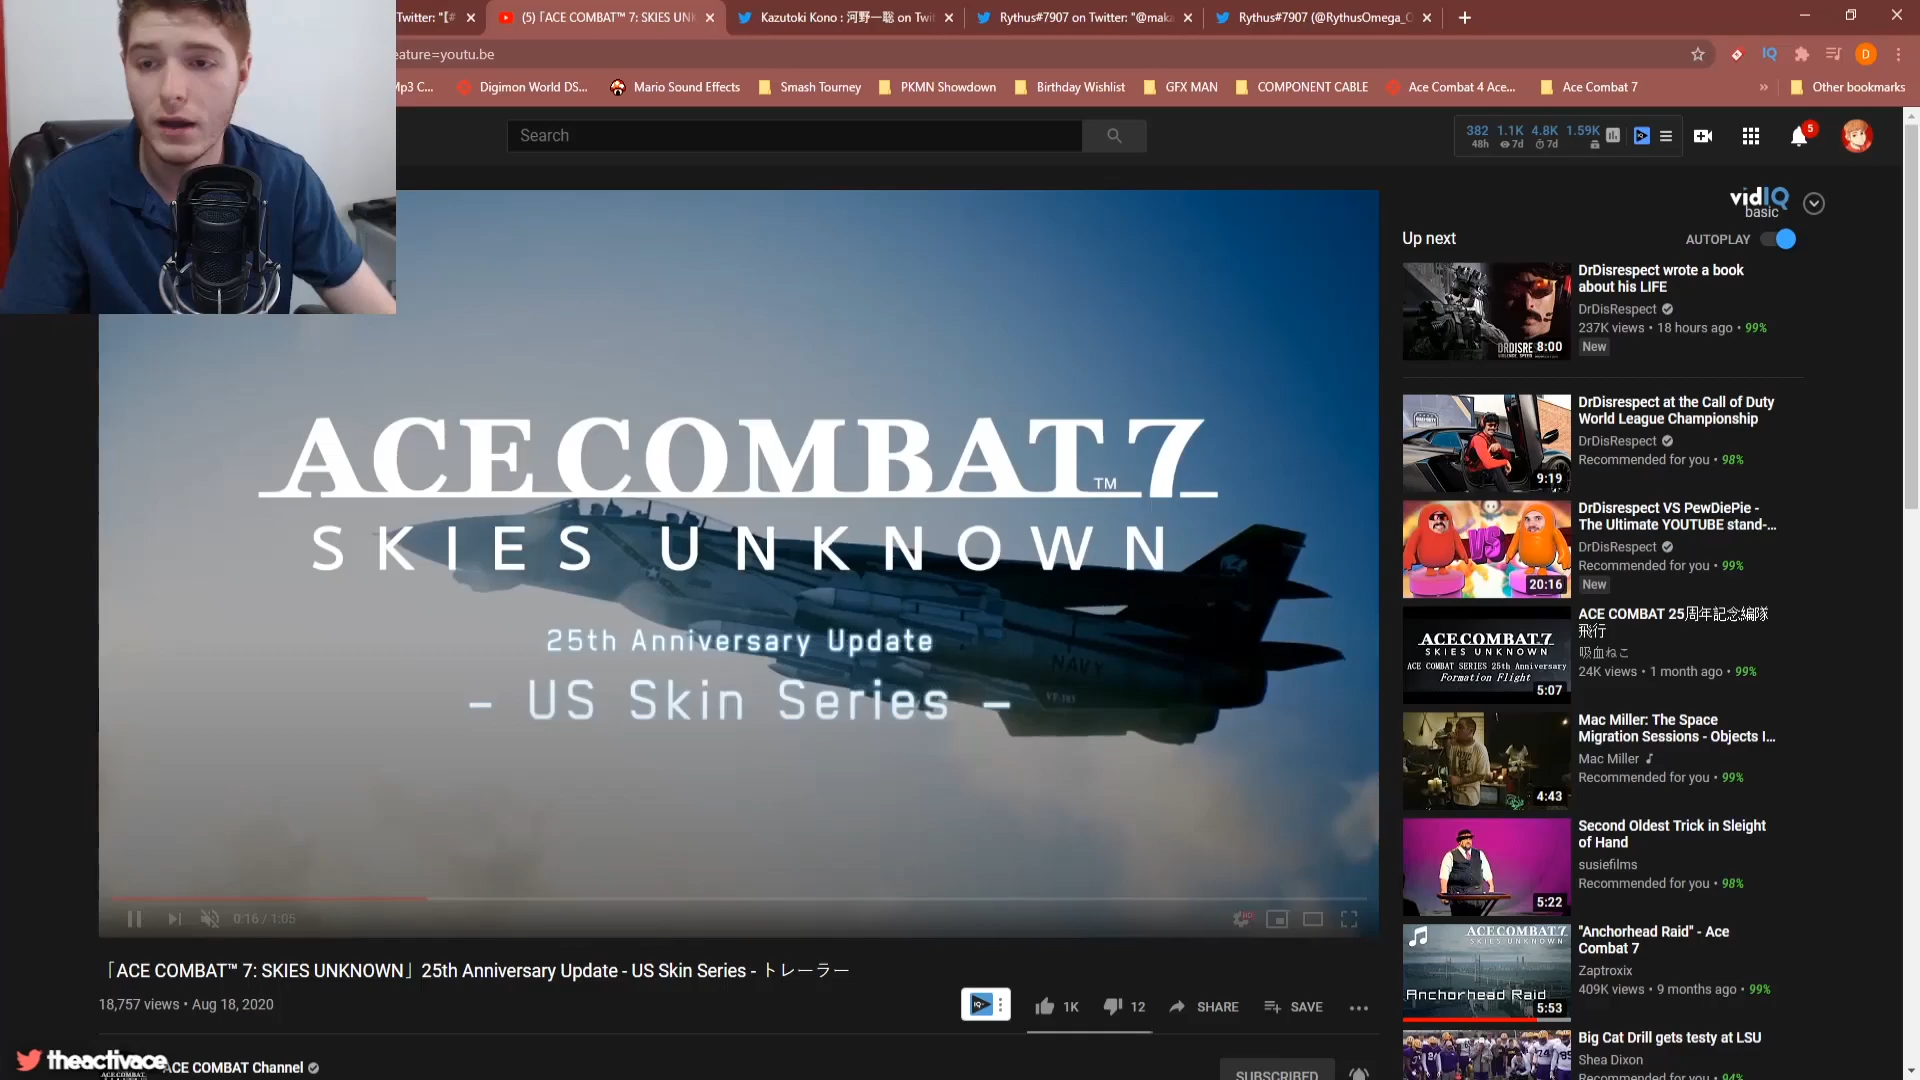 Twitter: "[#
(5) 「ACE COMBAT™ 7: SKIES UNK
Kazutoki Kono : 河野一聡 on Twit
Rythus#7907 on Twitter: "@maka
Rythus#7907 (@RythusOmega_O
eature=youtu.be
Mp3 C...
Digimon World DS...
Mario Sound Effects
Smash Tourney
PKMN Showdown
Birthday Wishlist
GFX MAN
COMPONENT CABLE
Ace Combat 4 Ace...
Ace Combat 7
»
Other bookmarks
Search
382 1.1K 4.8K 1.59K
48h 7d 7d
5
vidIQ
basic
Up next
AUTOPLAY
DrDisrespect wrote a book
about his LIFE
DrDisRespect
237K views • 18 hours ago • 99%
New
DRDISRE
8:00
DrDisrespect at the Call of Duty
World League Championship
DrDisRespect
Recommended for you • 98%
9:19
DrDisrespect VS PewDiePie -
The Ultimate YOUTUBE stand-...
DrDisRespect
Recommended for you • 99%
New
VS
20:16
ACE COMBAT 25周年記念編隊
飛行
吸血ねこ
24K views • 1 month ago • 99%
ACE COMBAT 7
SKIES UNKNOWN
ACE COMBAT SERIES 25th Anniversary
Formation Flight
5:07
Mac Miller: The Space
Migration Sessions - Objects I...
Mac Miller
Recommended for you • 99%
4:43
Second Oldest Trick in Sleight
of Hand
susiefilms
Recommended for you • 98%
5:22
"Anchorhead Raid" - Ace
Combat 7
Zaptroxix
409K views • 9 months ago • 99%
ACE COMBAT 7
SKIES UNKNOWN
Anchorhead Raid
5:53
Big Cat Drill gets testy at LSU
Shea Dixon
Recommended for you • 94%
ACE COMBAT™ 7
SKIES UNKNOWN
25th Anniversary Update
– US Skin Series –
NAVY
0:16 / 1:05
HD
「ACE COMBAT™ 7: SKIES UNKNOWN」25th Anniversary Update - US Skin Series - トレーラー
18,757 views • Aug 18, 2020
1K
12
SHARE
SAVE
theactivace
ACE COMBAT Channel
SUBSCRIBED